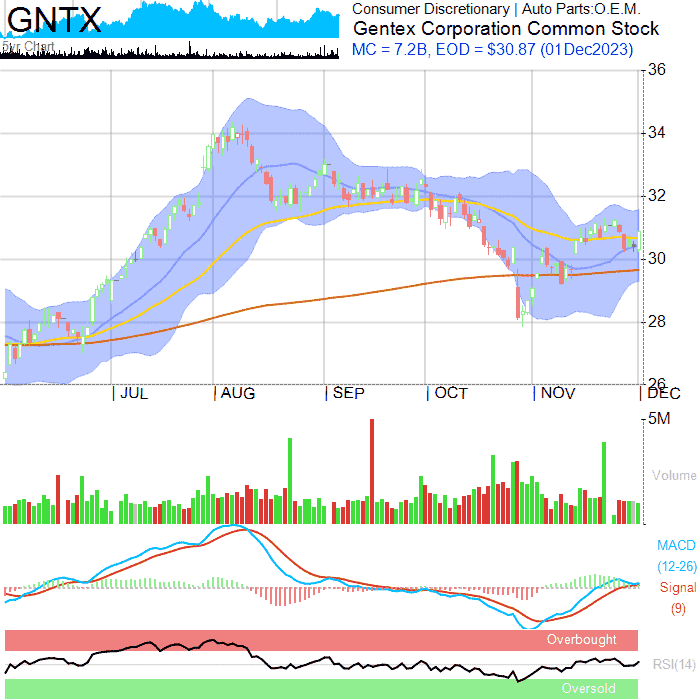 GNTX
Consumer Discretionary | Auto Parts:O.E.M.
Gentex Corporation Common Stock
MC = 7.2B, EOD = $30.87 (01Dec2023)
5yr Chart
36
34
32
30
28
26
| JUL | AUG | SEP | OCT | NOV | DEC
5M
Volume
MACD
(12-26)
Signal
(9)
Overbought
RSI(14)
Oversold